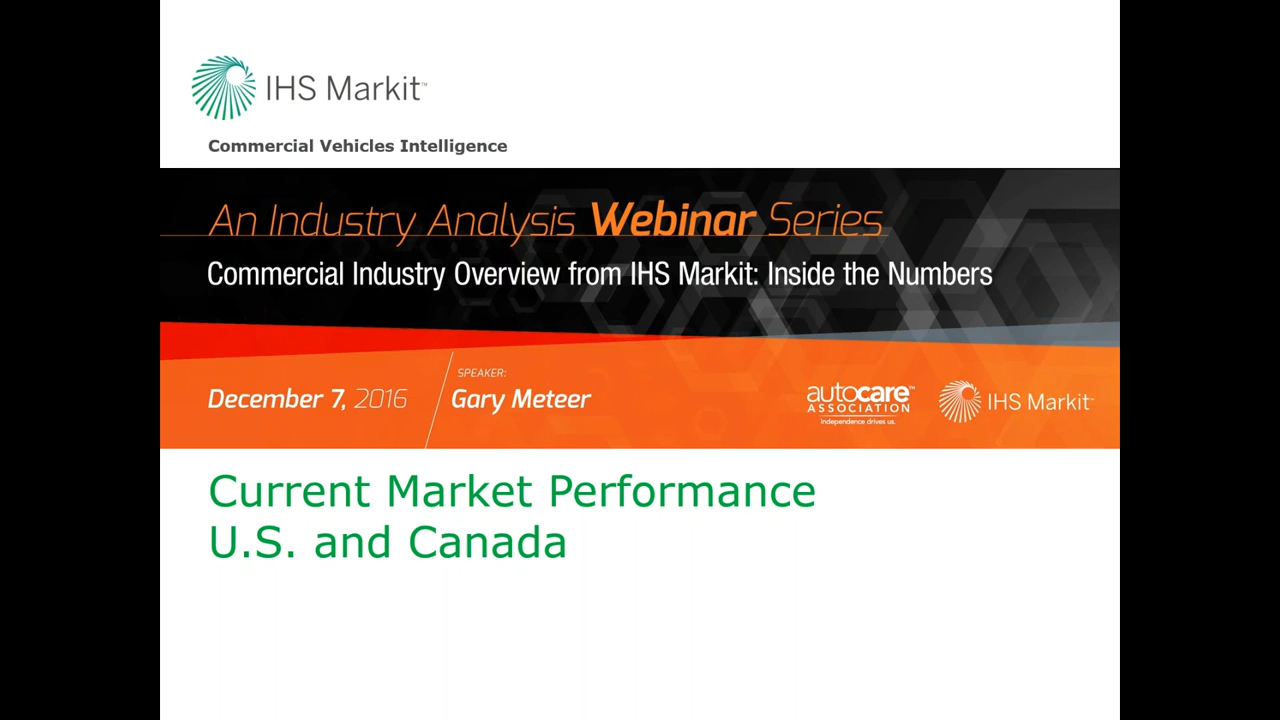 IHS Markit™
Commercial Vehicles Intelligence
An Industry Analysis Webinar Series
Commercial Industry Overview from IHS Markit: Inside the Numbers
December 7, 2016
SPEAKER:
Gary Meteer
autocare™
ASSOCIATION
Independence drives us.
IHS Markit™
Current Market Performance
U.S. and Canada